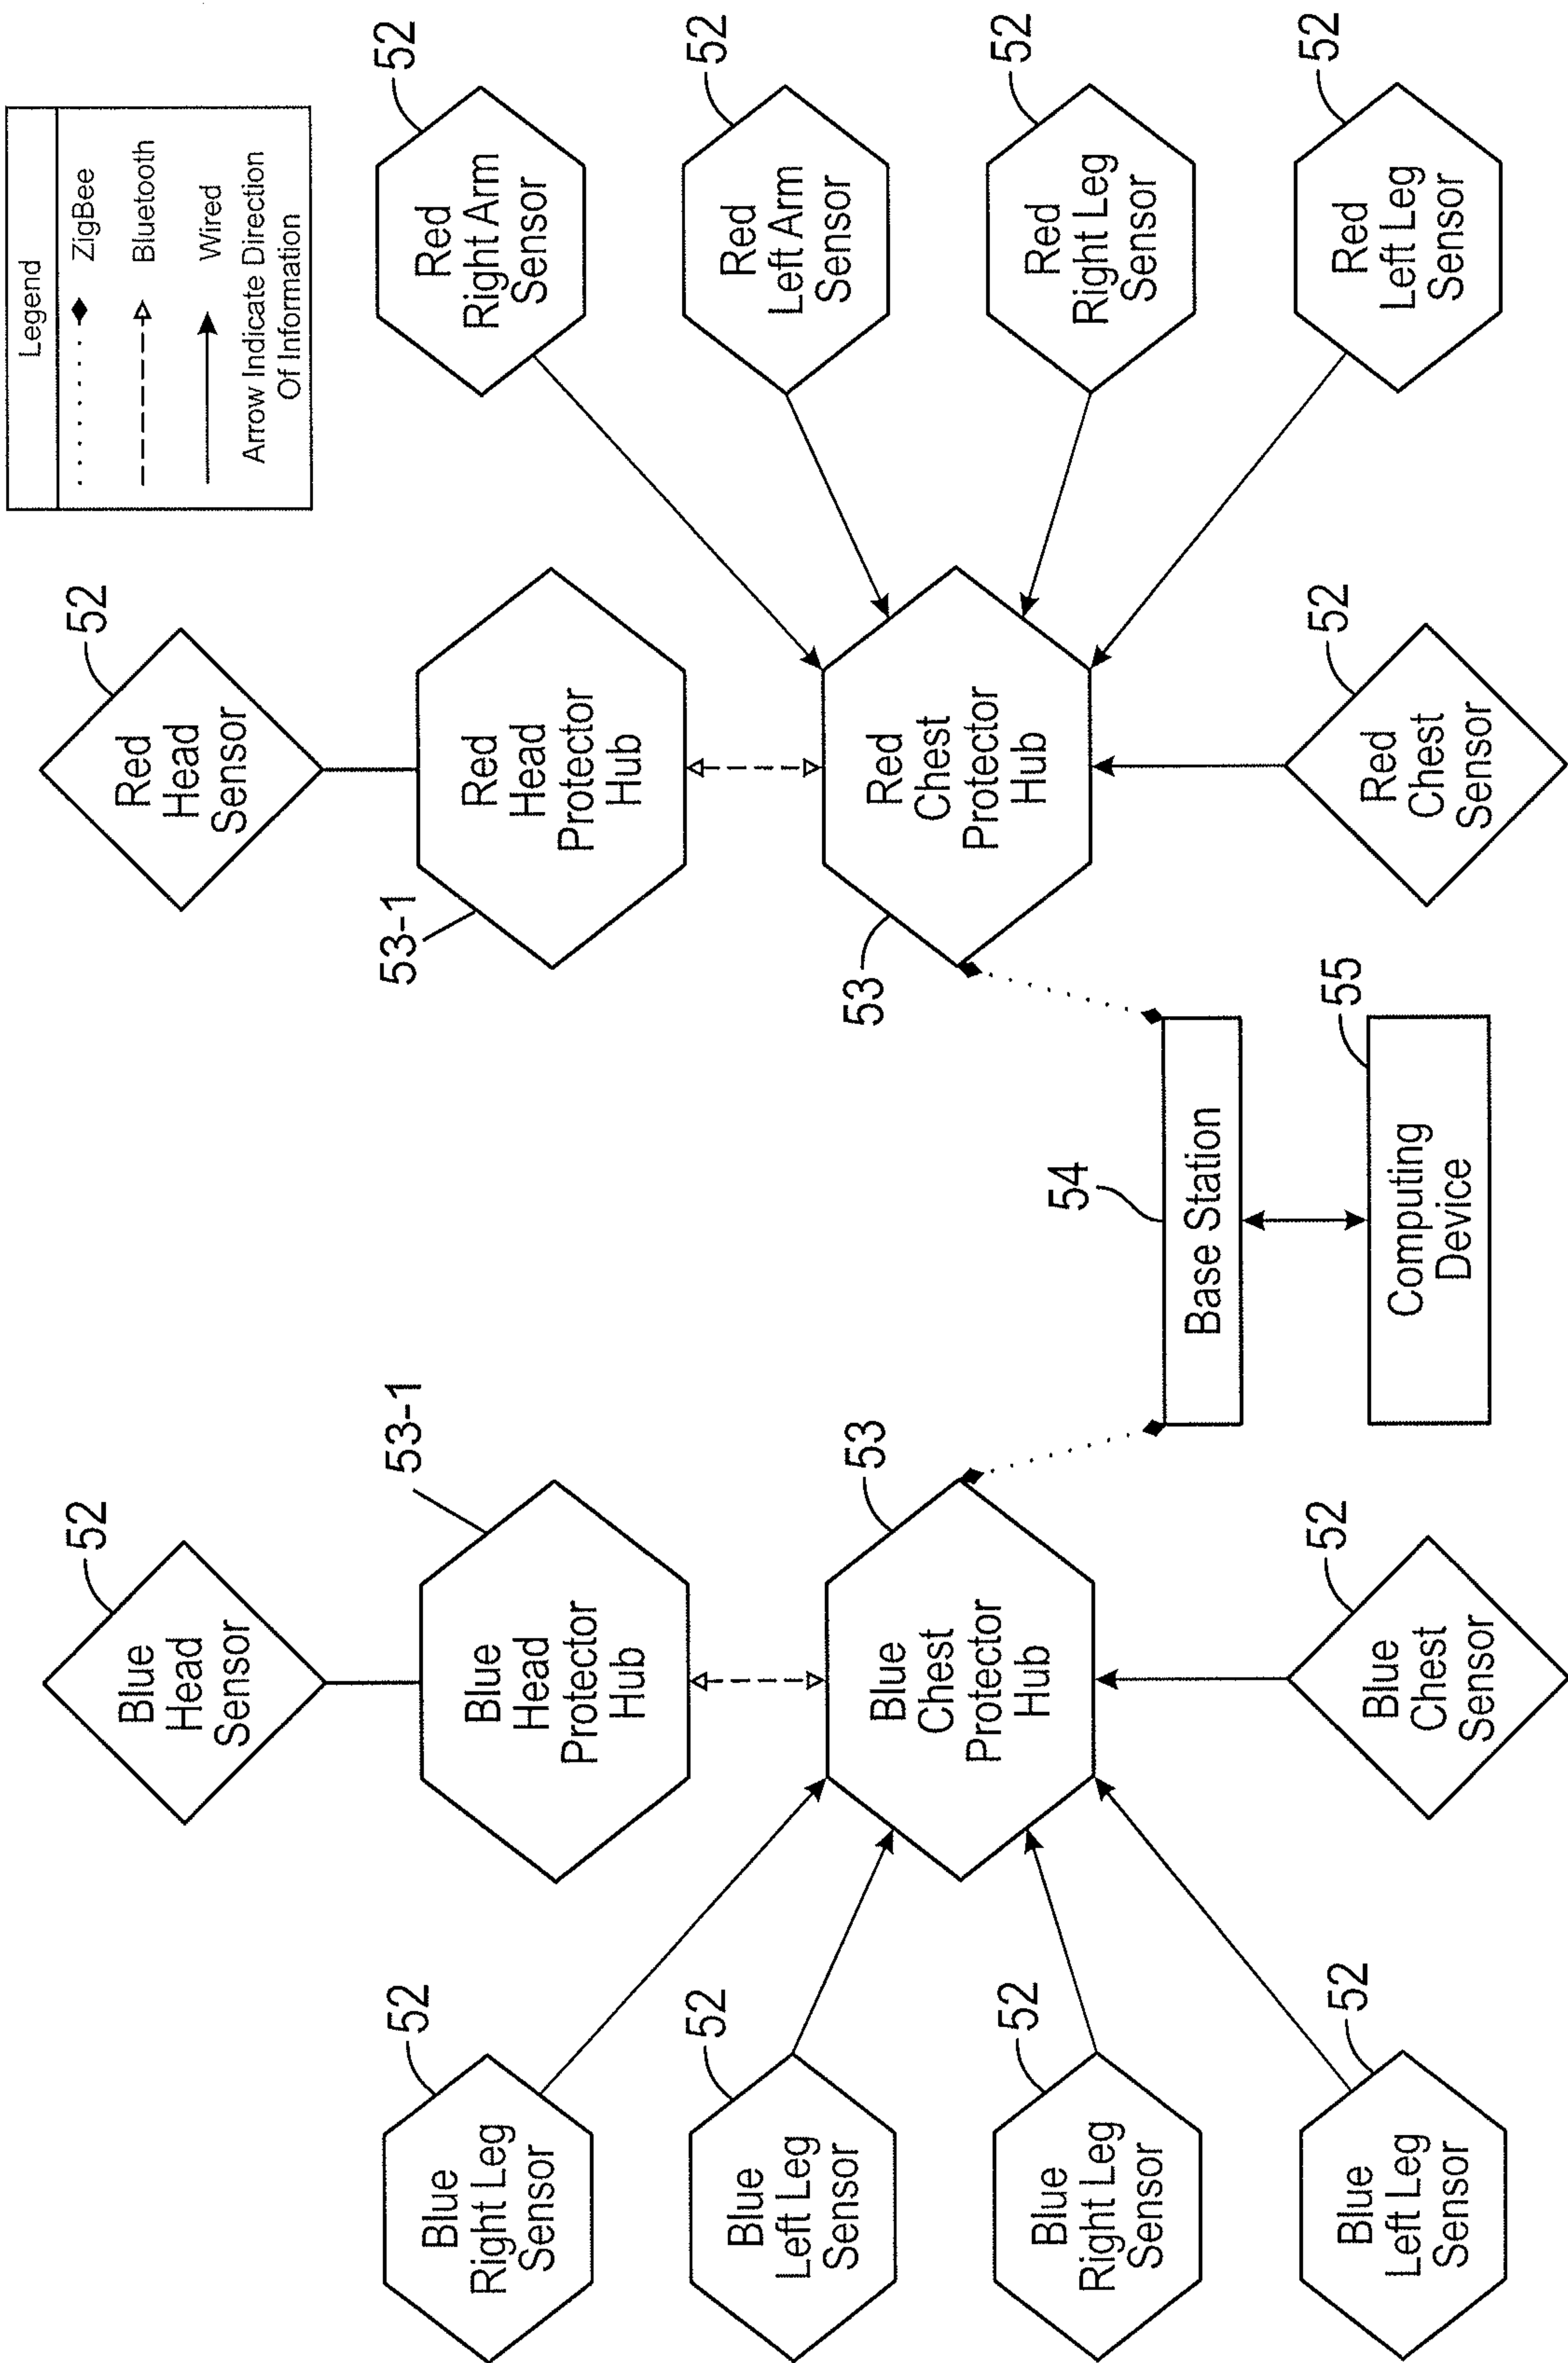 Legend
ZigBee
Bluetooth
Wired
Arrow Indicate Direction
Of Information
52
Blue
Head
Sensor
52
Red
Head
Sensor
53-1
Blue
Head
Protector
Hub
53-1
Red
Head
Protector
Hub
52
Blue
Right Leg
Sensor
52
Blue
Left Leg
Sensor
52
Blue
Right Leg
Sensor
52
Blue
Left Leg
Sensor
53
Blue
Chest
Protector
Hub
53
Red
Chest
Protector
Hub
52
Red
Right Arm
Sensor
52
Red
Left Arm
Sensor
52
Red
Right Leg
Sensor
52
Red
Left Leg
Sensor
52
Blue
Chest
Sensor
54
Base Station
55
Computing
Device
52
Red
Chest
Sensor